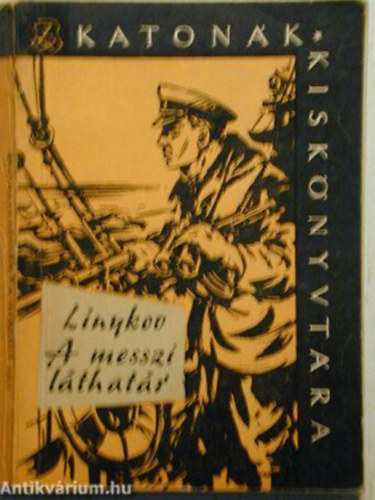 KATONÁK
KISKÖNYVTÁRA
Linykov
A messzi
láthatár
Antikvárium.hu